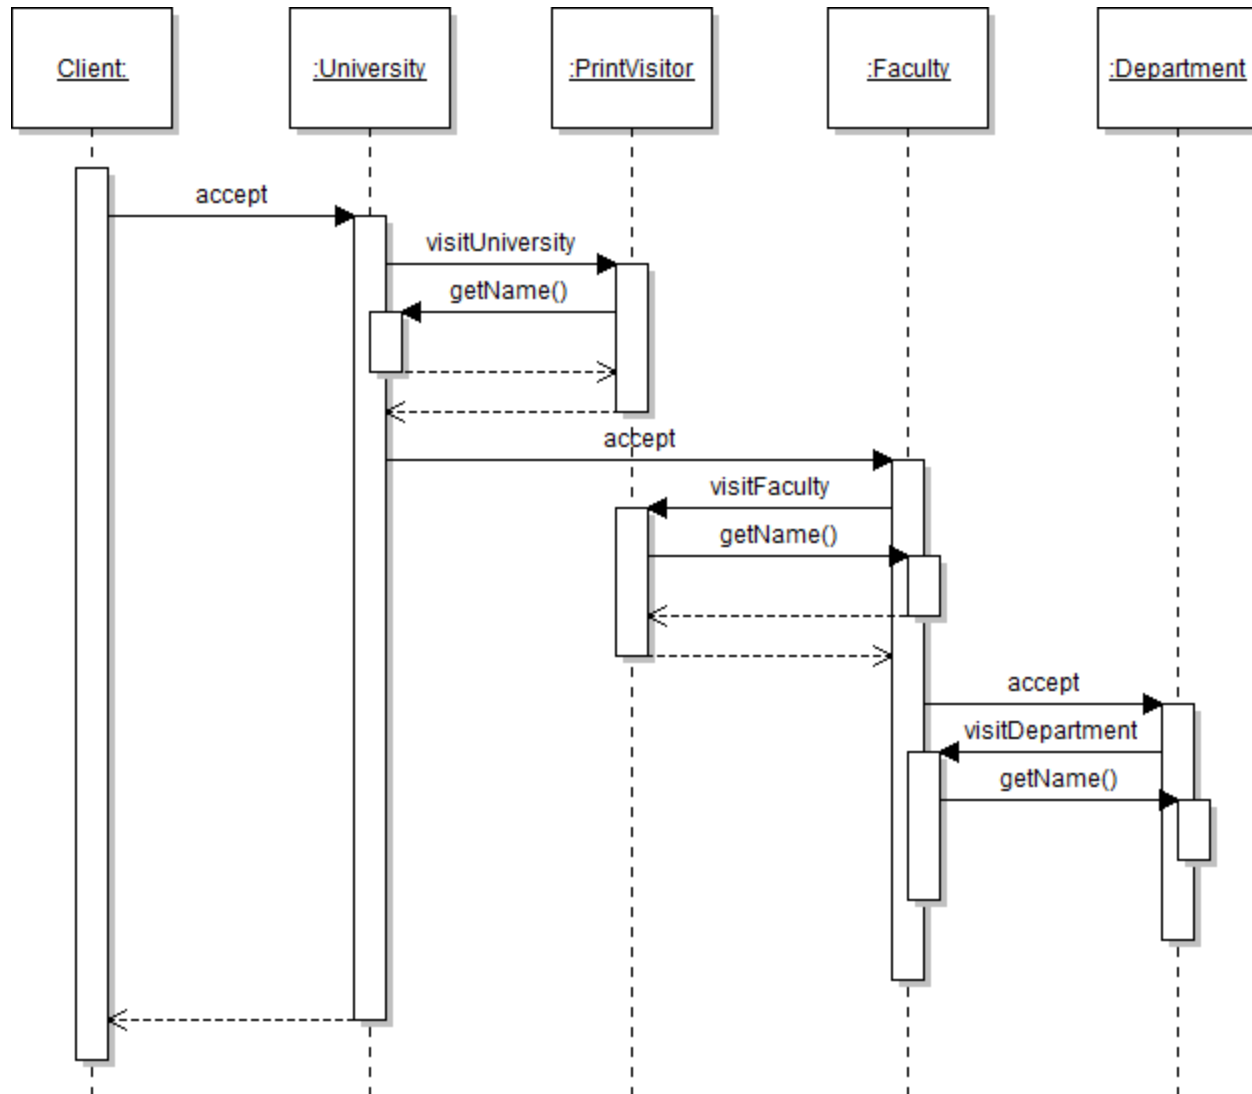 Client:
:University
:PrintVisitor
:Faculty
:Department
accept
visitUniversity
getName()
accept
visitFaculty
getName()
accept
visitDepartment
getName()